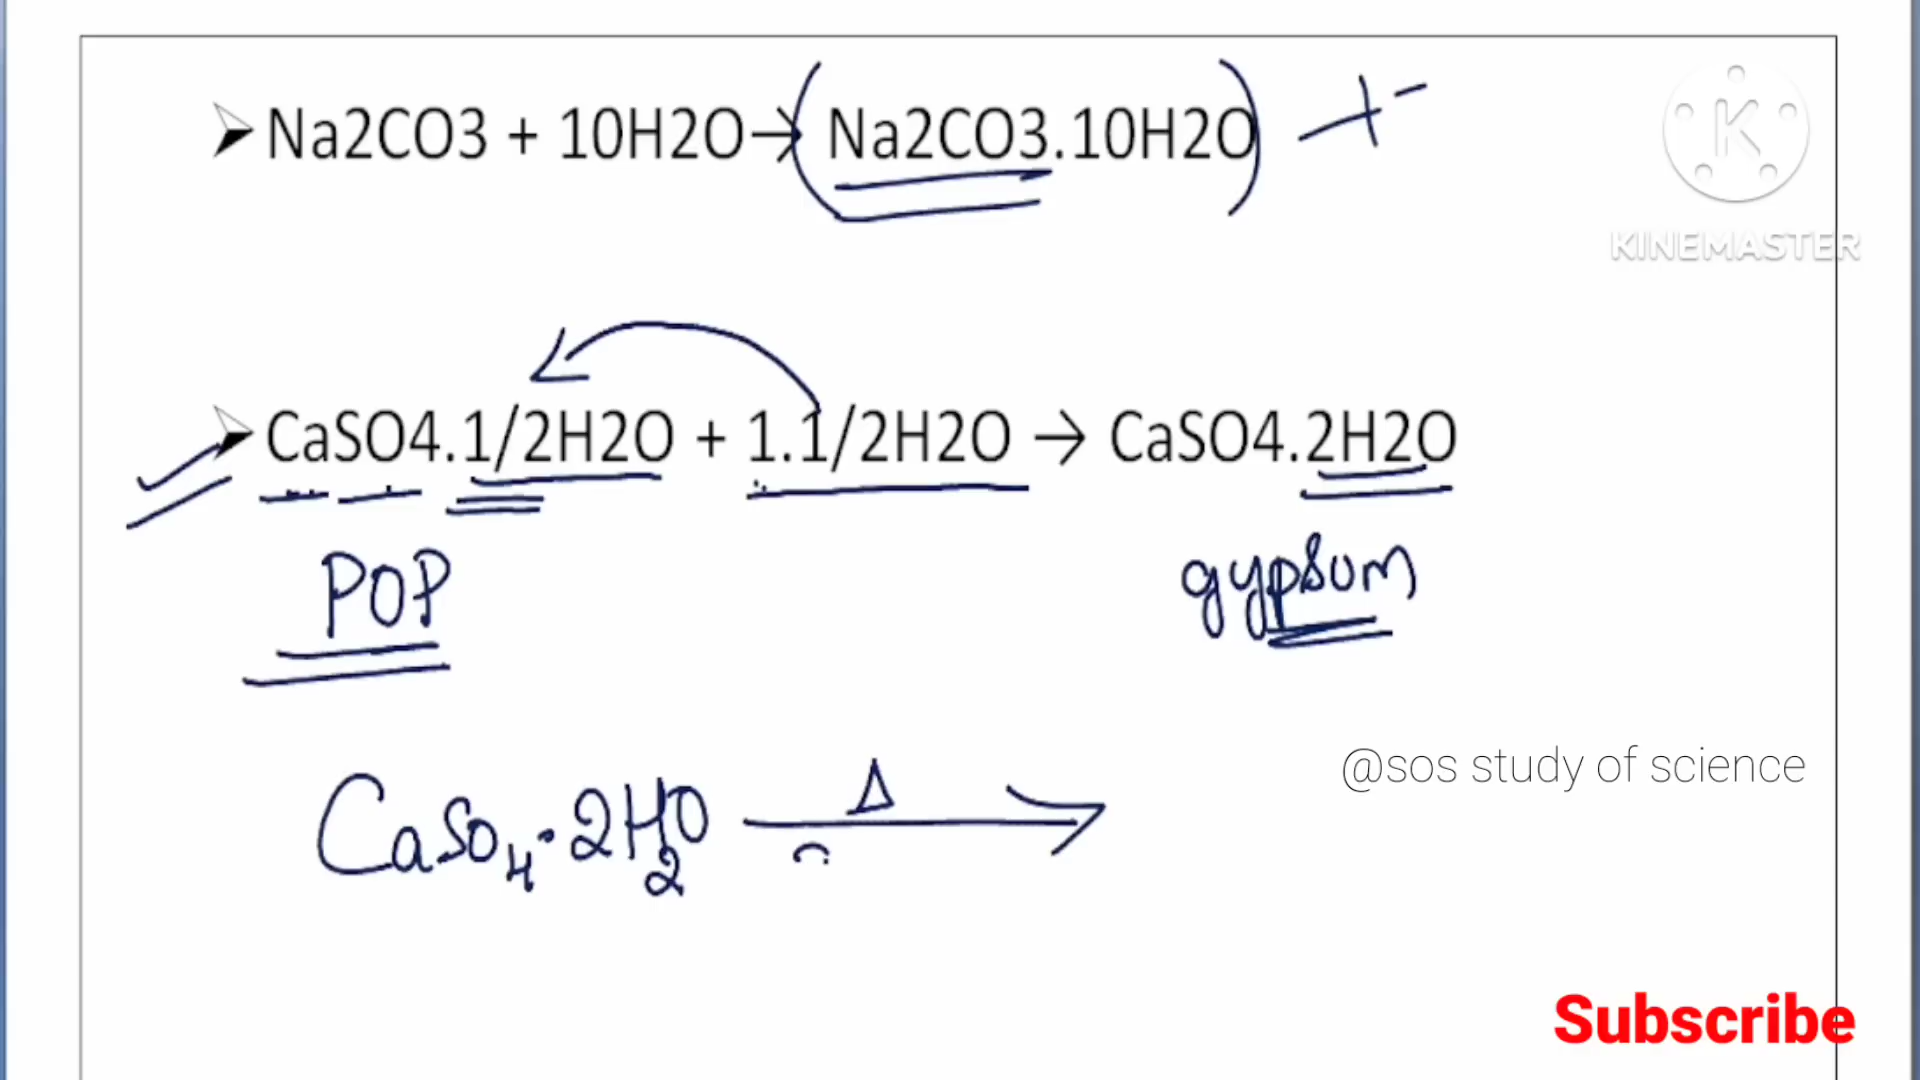 Na2CO3 + 10H2O→ (Na2CO3.10H2O) +-
K
KINEMASTER
CaSO4.1/2H2O + 1.1/2H2O → CaSO4.2H2O
POP
gypsum
@sos study of science
CaSO4.2H2O Δ→
Subscribe